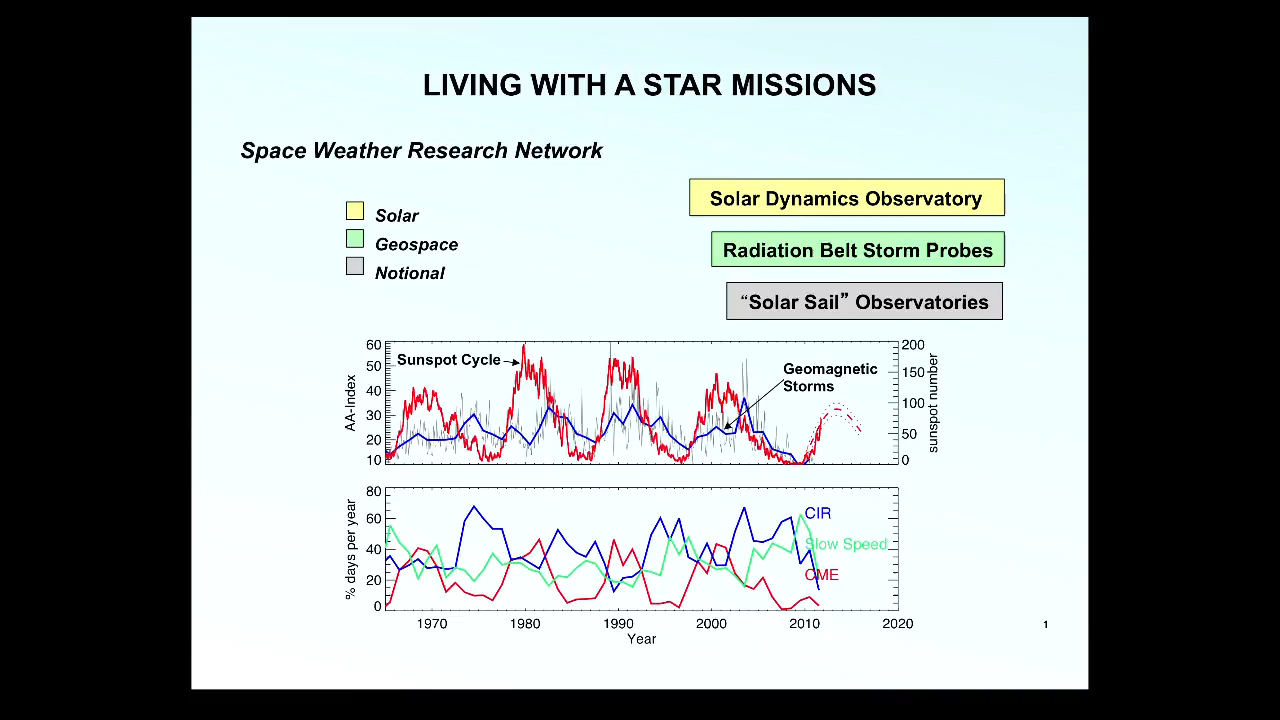 LIVING WITH A STAR MISSIONS
Space Weather Research Network
Solar
Geospace
Notional
Solar Dynamics Observatory
Radiation Belt Storm Probes
“Solar Sail” Observatories
60
50
40
30
20
10
AA-Index
Sunspot Cycle
Geomagnetic
Storms
200
150
100
50
0
sunspot number
80
60
40
20
0
% days per year
CIR
Slow Speed
CME
1970 1980 1990 2000 2010 2020
Year
1